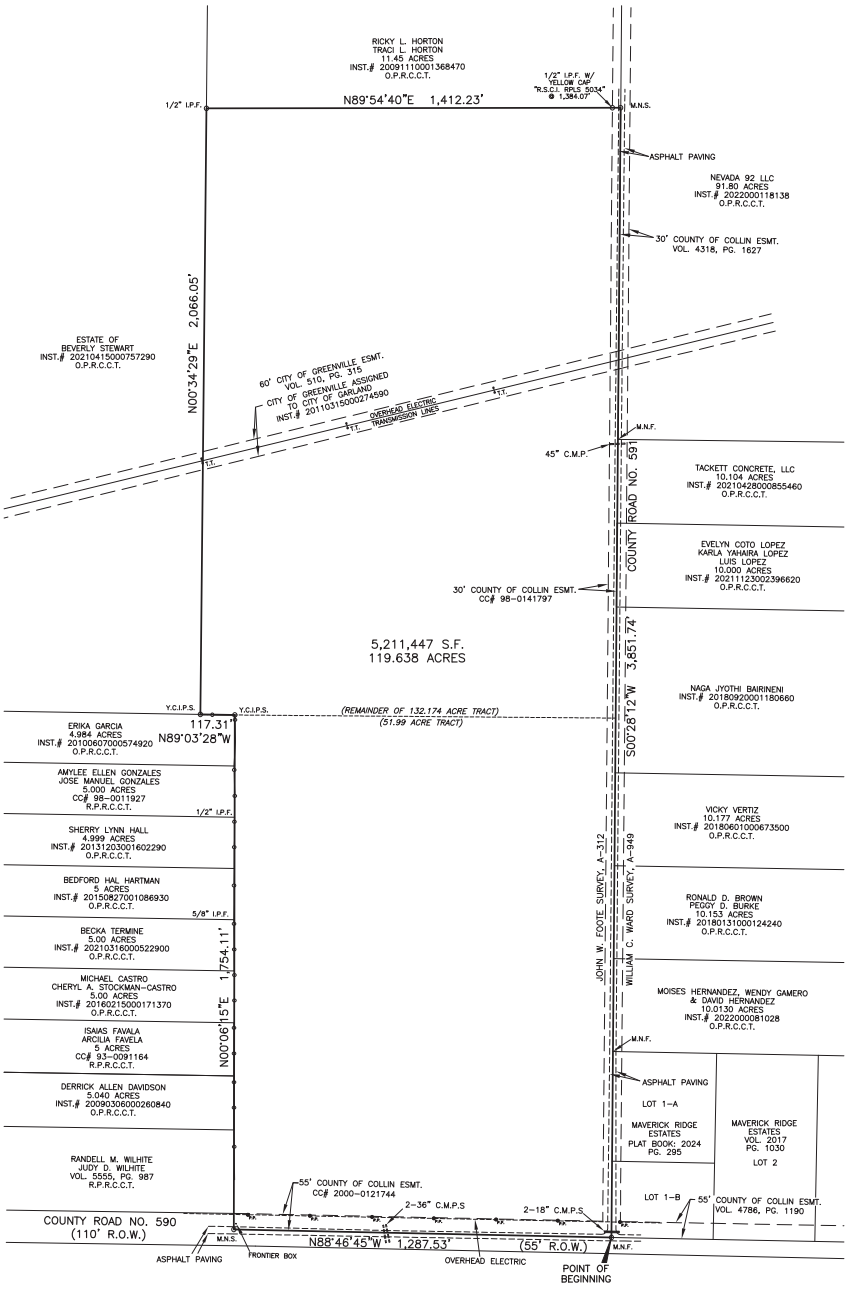 RICKY L. HORTON
TRACI L. HORTON
11.45 ACRES
INST.# 20091110001368470
O.P.R.C.C.T.
1/2" I.P.F. W/
YELLOW CAP
"R.S.C.I. RPLS 5034"
@ 1,384.07'
1/2" I.P.F.
N89°54'40"E 1,412.23'
M.N.S.
ASPHALT PAVING
NEVADA 92 LLC
91.80 ACRES
INST.# 2022000118138
O.P.R.C.C.T.
30' COUNTY OF COLLIN ESMT.
VOL. 4318, PG. 1627
N00°34'29"E 2,066.05'
ESTATE OF
BEVERLY STEWART
INST.# 20210415000757290
O.P.R.C.C.T.
60' CITY OF GREENVILLE ESMT.
VOL. 510, PG. 315
CITY OF GREENVILLE ASSIGNED
TO CITY OF GARLAND
INST.# 20110315000274590
OVERHEAD ELECTRIC
TRANSMISSION LINES
T.T.
T.T.
T.T.
M.N.F.
45" C.M.P.
COUNTY ROAD NO. 591
TACKETT CONCRETE, LLC
10.104 ACRES
INST.# 20210428000855460
O.P.R.C.C.T.
EVELYN COTO LOPEZ
KARLA YAHAIRA LOPEZ
LUIS LOPEZ
10.000 ACRES
INST.# 20211123002396620
O.P.R.C.C.T.
30' COUNTY OF COLLIN ESMT.
CC# 98-0141797
5,211,447 S.F.
119.638 ACRES
S00°28'12"W 3,851.74'
NAGA JYOTHI BAIRINENI
INST.# 20180920001180660
O.P.R.C.C.T.
Y.C.I.P.S.
Y.C.I.P.S.
(REMAINDER OF 132.174 ACRE TRACT)
(51.99 ACRE TRACT)
117.31'
N89°03'28"W
ERIKA GARCIA
4.984 ACRES
INST.# 20100607000574920
O.P.R.C.C.T.
AMYLEE ELLEN GONZALES
JOSE MANUEL GONZALES
5.000 ACRES
CC# 98-0011927
R.P.R.C.C.T.
1/2" I.P.F.
VICKY VERTIZ
10.177 ACRES
INST.# 20180601000673500
O.P.R.C.C.T.
SHERRY LYNN HALL
4.999 ACRES
INST.# 201312030001602290
O.P.R.C.C.T.
JOHN W. FOOTE SURVEY, A-312
WILLIAM C. WARD SURVEY, A-949
BEDFORD HAL HARTMAN
5 ACRES
INST.# 20150827001086930
O.P.R.C.C.T.
5/8" I.P.F.
RONALD D. BROWN
PEGGY D. BURKE
10.153 ACRES
INST.# 20180131000124240
O.P.R.C.C.T.
BECKA TERMINE
5.00 ACRES
INST.# 20210316000522900
O.P.R.C.C.T.
N00°06'15"E 1,754.11'
MICHAEL CASTRO
CHERYL A. STOCKMAN-CASTRO
5.00 ACRES
INST.# 20160215000171370
O.P.R.C.C.T.
MOISES HERNANDEZ, WENDY GAMERO
& DAVID HERNANDEZ
10.0130 ACRES
INST.# 2022000081028
O.P.R.C.C.T.
ISAIAS FAVALA
ARCILIA FAVELA
5 ACRES
CC# 93-0091164
R.P.R.C.C.T.
M.N.F.
ASPHALT PAVING
DERRICK ALLEN DAVIDSON
5.040 ACRES
INST.# 20090306000260840
O.P.R.C.C.T.
LOT 1-A
MAVERICK RIDGE
ESTATES
PLAT BOOK: 2024
PG. 295
MAVERICK RIDGE
ESTATES
VOL. 2017
PG. 1030
LOT 2
RANDELL M. WILHITE
JUDY D. WILHITE
VOL. 5555, PG. 987
R.P.R.C.C.T.
55' COUNTY OF COLLIN ESMT.
CC# 2000-0121744
2-36" C.M.P.S
2-18" C.M.P.S
LOT 1-B
55' COUNTY OF COLLIN ESMT.
VOL. 4786, PG. 1190
P.P.
P.P.
P.P.
P.P.
P.P.
P.P.
P.P.
COUNTY ROAD NO. 590
(110' R.O.W.)
M.N.S.
N88°46'45"W 1,287.53'
(55' R.O.W.)
M.N.F.
ASPHALT PAVING
FRONTIER BOX
OVERHEAD ELECTRIC
POINT OF
BEGINNING